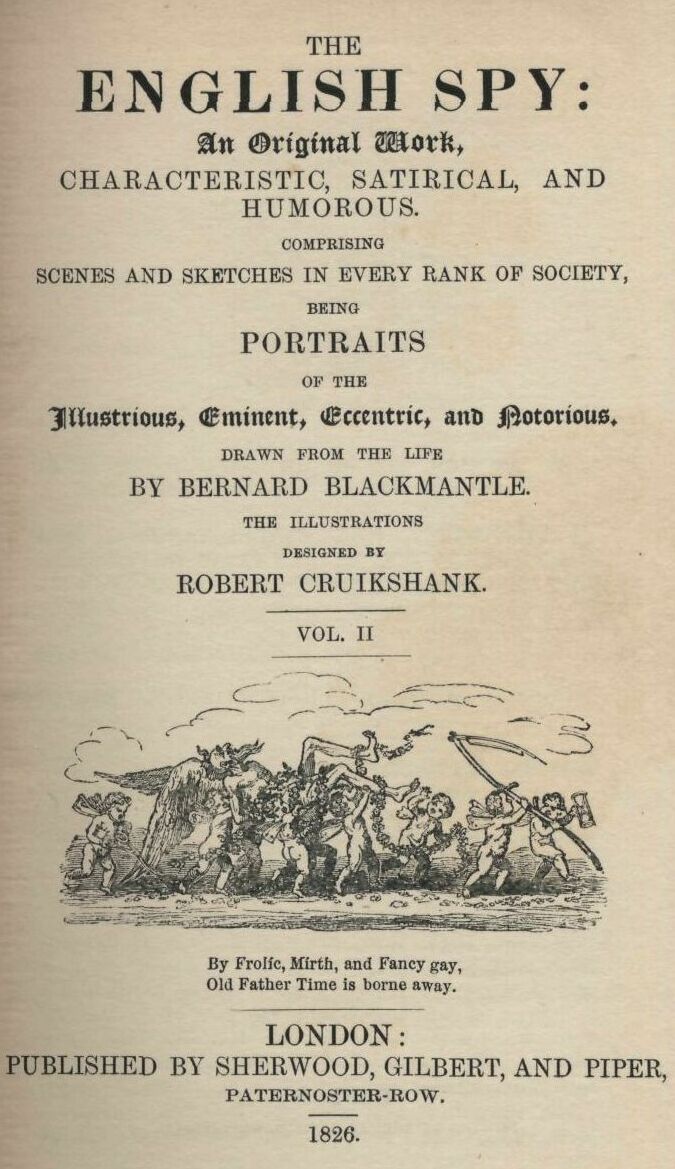 THE
ENGLISH SPY:
An Original Work,
CHARACTERISTIC, SATIRICAL, AND
HUMOROUS.
COMPRISING
SCENES AND SKETCHES IN EVERY RANK OF SOCIETY,
BEING
PORTRAITS
OF THE
Illustrious, Eminent, Eccentric, and Notorious.
DRAWN FROM THE LIFE
BY BERNARD BLACKMANTLE.
THE ILLUSTRATIONS
DESIGNED BY
ROBERT CRUIKSHANK.
VOL. II
By Frolic, Mirth, and Fancy gay,
Old Father Time is borne away.
LONDON:
PUBLISHED BY SHERWOOD, GILBERT, AND PIPER,
PATERNOSTER-ROW.
1826.